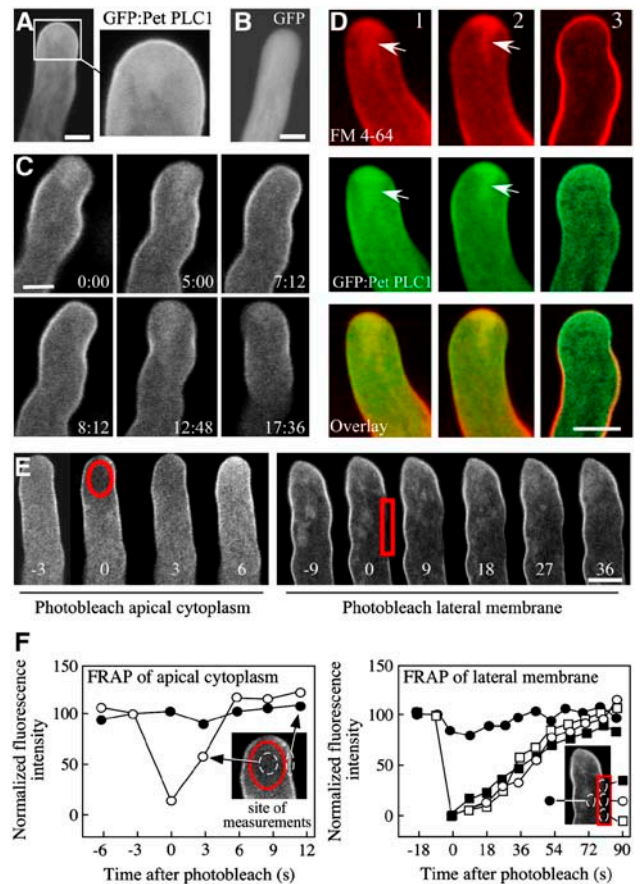 A
GFP:Pet PLC1
B
GFP
C
0:00
5:00
7:12
8:12
12:48
17:36
D
1
2
3
FM 4-64
GFP:Pet PLC1
Overlay
E
-3
0
3
6
Photobleach apical cytoplasm
-9
0
9
18
27
36
Photobleach lateral membrane
F
Normalized fluorescence
intensity
150
100
50
0
FRAP of apical cytoplasm
site of
measurements
-6
-3
0
3
6
9
12
Time after photobleach (s)
Normalized fluorescence
intensity
150
100
50
0
FRAP of lateral membrane
-18
0
18
36
54
72
90
Time after photobleach (s)